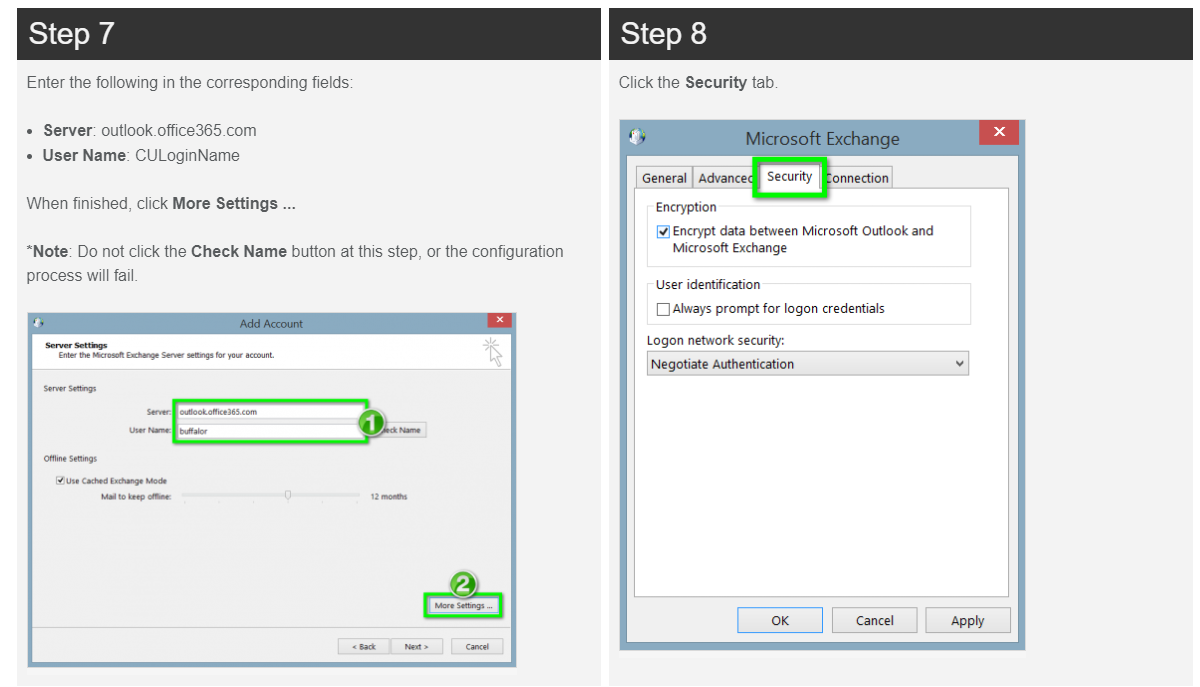 Step 7
Enter the following in the corresponding fields:
• Server: outlook.office365.com
• User Name: CULoginName
When finished, click More Settings ...
*Note: Do not click the Check Name button at this step, or the configuration
process will fail.
Add Account
Server Settings
Enter the Microsoft Exchange Server settings for your account.
Server Settings
Server: outlook.office365.com
1
User Name: buffalor
eck Name
Offline Settings
Use Cached Exchange Mode
Mail to keep offline: 12 months
2
More Settings ...
< Back Next > Cancel
Step 8
Click the Security tab.
Microsoft Exchange
General Advanced Security Connection
Encryption
Encrypt data between Microsoft Outlook and
Microsoft Exchange
User identification
Always prompt for logon credentials
Logon network security:
Negotiate Authentication
OK Cancel Apply